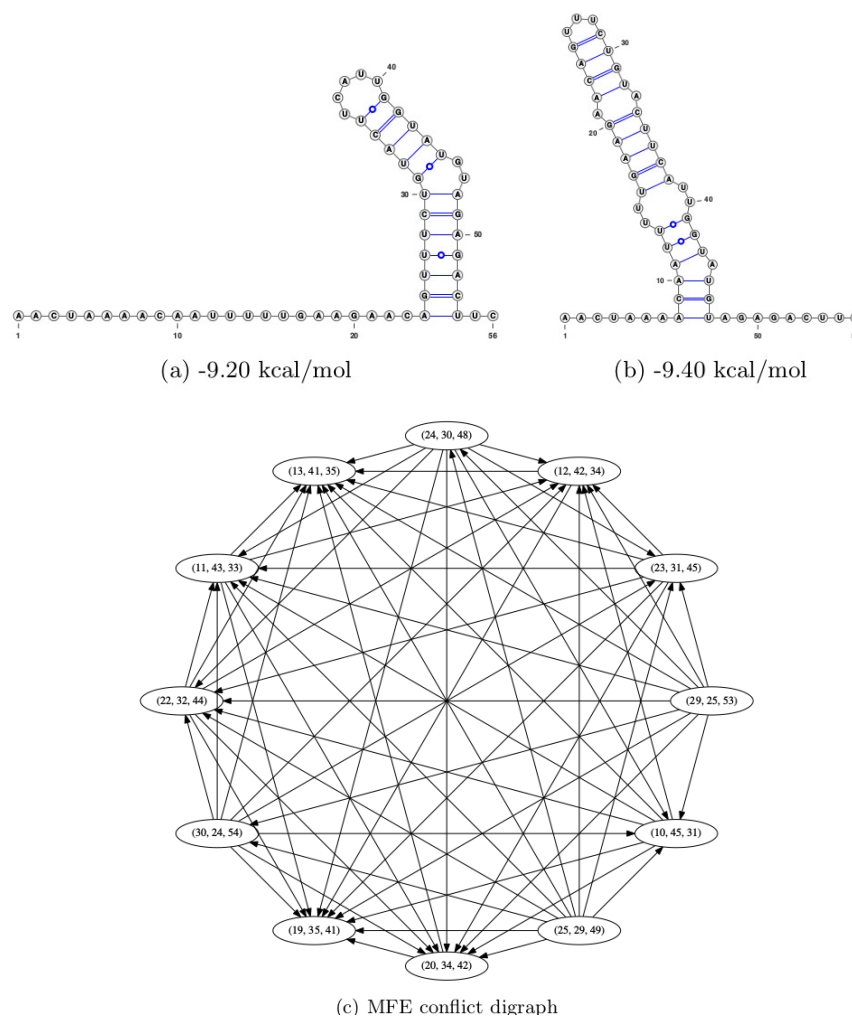 40
30
50
A A C U A A A A C A A U U U U U G A A G A A C A U U C
1 10 20 56
(a) -9.20 kcal/mol
30
20
40
10
A A C U A A A A U A G A G A C U U
1 50
(b) -9.40 kcal/mol
(24, 30, 48)
(13, 41, 35)
(12, 42, 34)
(11, 43, 33)
(23, 31, 45)
(22, 32, 44)
(29, 25, 53)
(30, 24, 54)
(10, 45, 31)
(19, 35, 41)
(25, 29, 49)
(20, 34, 42)
(c) MFE conflict digraph